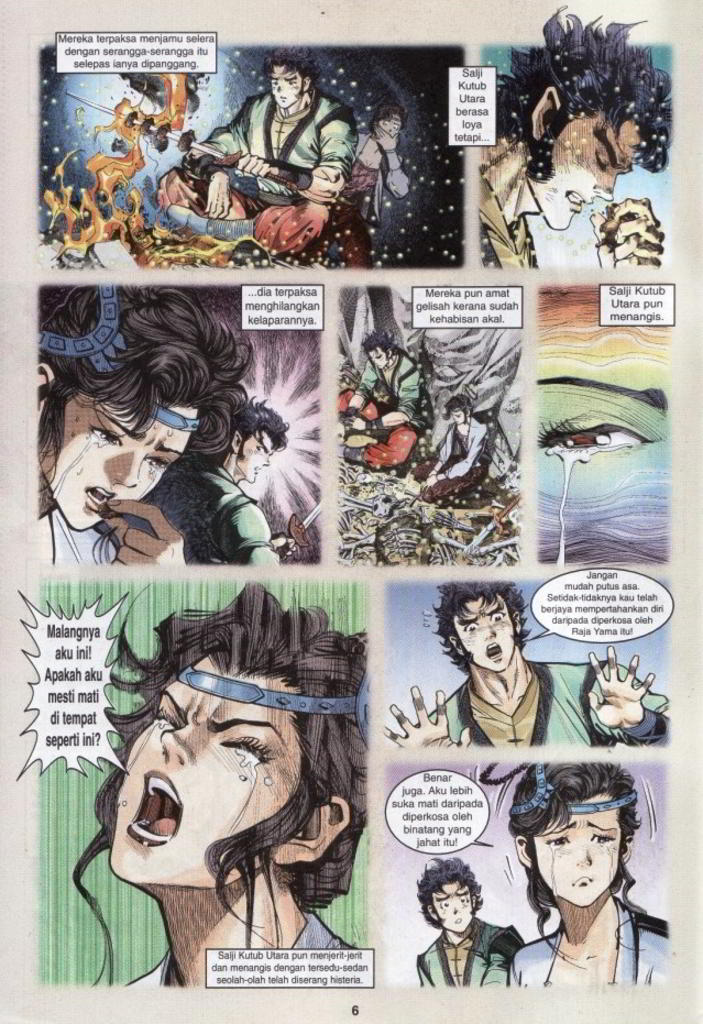 Mereka terpaksa menjamu selera
dengan serangga-serangga itu
selepas ianya dipanggang.
Salji
Kutub
Utara
berasa
loya
tetapi...
...dia terpaksa
menghilangkan
kelaparannya.
Mereka pun amat
gelisah kerana sudah
kehabisan akal.
Salji Kutub
Utara pun
menangis.
Malangnya
aku ini!
Apakah aku
mesti mati
di tempat
seperti ini?
Salji Kutub Utara pun menjerit-jerit
dan menangis dengan tersedu-sedan
seolah-olah telah diserang histeria.
Jangan
mudah putus asa.
Setidak-tidaknya kau telah
berjaya mempertahankan diri
daripada diperkosa oleh
Raja Yama itu!
Benar
juga. Aku lebih
suka mati daripada
diperkosa oleh
binatang yang
jahat itu!
6